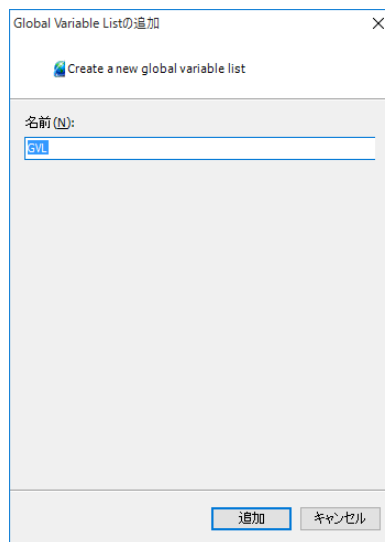 Global Variable Listの追加
Create a new global variable list
名前(N):
GVL
追加
キャンセル